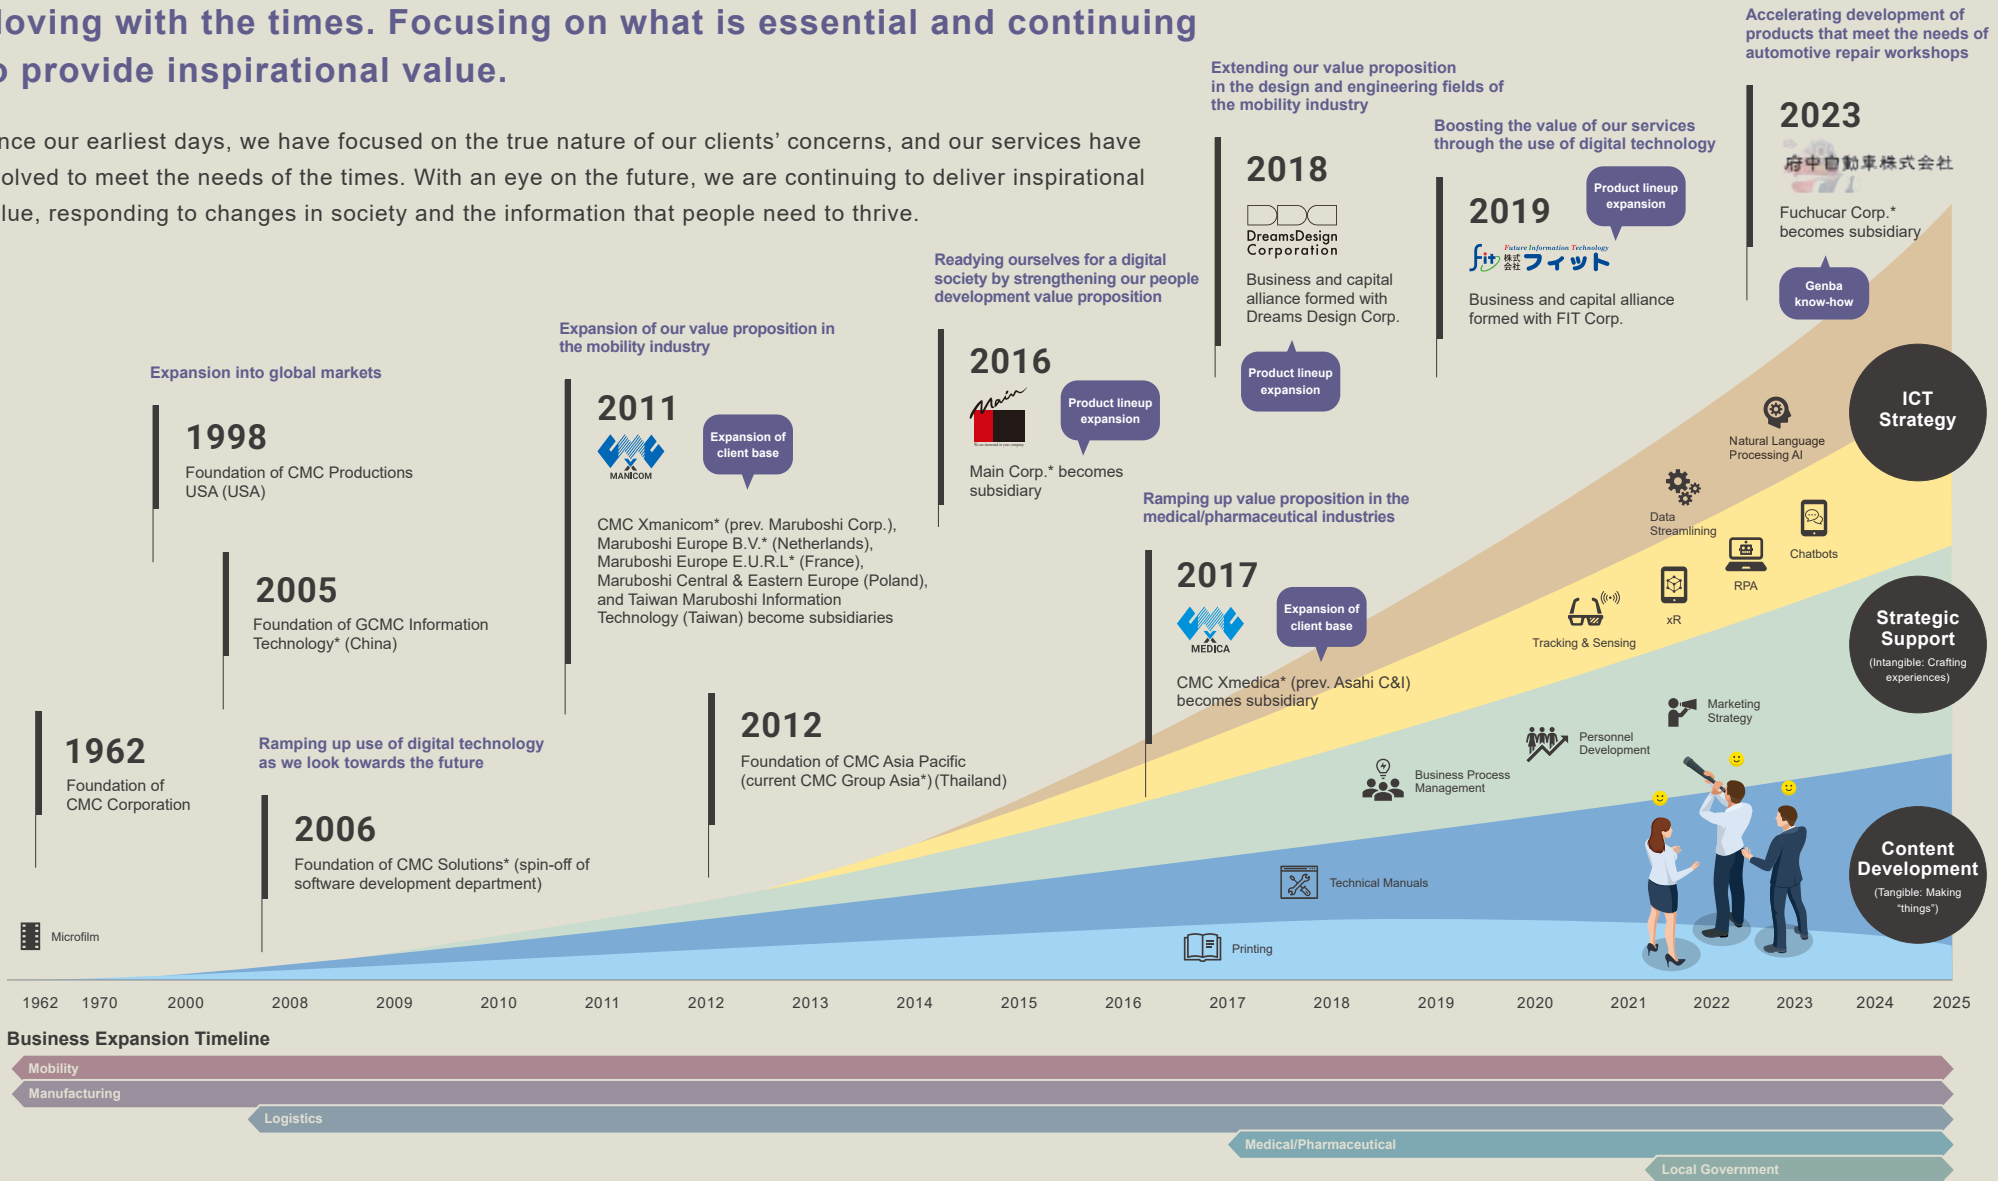 oving with the times. Focusing on what is essential and continuing
o provide inspirational value.
nce our earliest days, we have focused on the true nature of our clients’ concerns, and our services have
olved to meet the needs of the times. With an eye on the future, we are continuing to deliver inspirational
lue, responding to changes in society and the information that people need to thrive.
1962
Foundation of
CMC Corporation
Microfilm
Expansion into global markets
1998
Foundation of CMC Productions
USA (USA)
2005
Foundation of GCMC Information
Technology* (China)
Ramping up use of digital technology
as we look towards the future
2006
Foundation of CMC Solutions* (spin-off of
software development department)
Expansion of our value proposition in
the mobility industry
2011
MANICOM
Expansion of
client base
CMC Xmanicom* (prev. Maruboshi Corp.),
Maruboshi Europe B.V.* (Netherlands),
Maruboshi Europe E.U.R.L* (France),
Maruboshi Central & Eastern Europe (Poland),
and Taiwan Maruboshi Information
Technology (Taiwan) become subsidiaries
2012
Foundation of CMC Asia Pacific
(current CMC Group Asia*) (Thailand)
Readying ourselves for a digital
society by strengthening our people
development value proposition
2016
Main
Product lineup
expansion
Main Corp.* becomes
subsidiary
Ramping up value proposition in the
medical/pharmaceutical industries
2017
MEDICA
Expansion of
client base
CMC Xmedica* (prev. Asahi C&I)
becomes subsidiary
Extending our value proposition
in the design and engineering fields of
the mobility industry
2018
DDC
DreamsDesign
Corporation
Business and capital
alliance formed with
Dreams Design Corp.
Product lineup
expansion
Boosting the value of our services
through the use of digital technology
2019
Product lineup
expansion
Future Information Technology
fit 株式会社 フィット
Business and capital alliance
formed with FIT Corp.
Accelerating development of
products that meet the needs of
automotive repair workshops
2023
府中自動車株式会社
Fuchucar Corp.*
becomes subsidiary
Genba
know-how
ICT
Strategy
Natural Language
Processing AI
Data
Streamlining
Chatbots
RPA
xR
Tracking & Sensing
Strategic
Support
(Intangible: Crafting
experiences)
Marketing
Strategy
Personnel
Development
Business Process
Management
Content
Development
(Tangible: Making
“things”)
Technical Manuals
Printing
1962 1970 2000 2008 2009 2010 2011 2012 2013 2014 2015 2016 2017 2018 2019 2020 2021 2022 2023 2024 2025
Business Expansion Timeline
Mobility
Manufacturing
Logistics
Medical/Pharmaceutical
Local Government